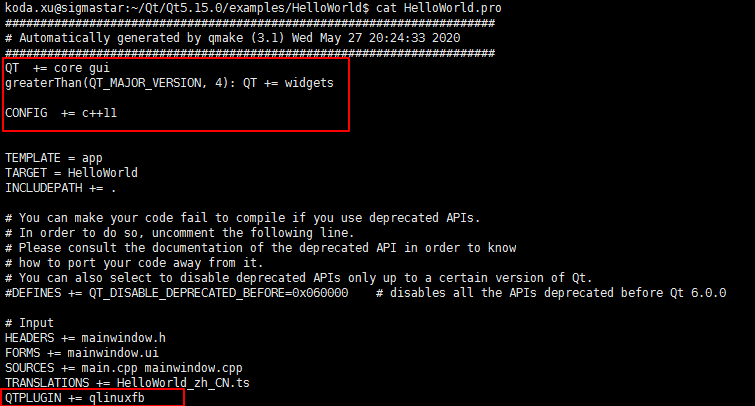 koda.xu@sigmastar:~/Qt/Qt5.15.0/examples/HelloWorld$ cat HelloWorld.pro
######################################################################
# Automatically generated by qmake (3.1) Wed May 27 20:24:33 2020
######################################################################
QT  += core gui
greaterThan(QT_MAJOR_VERSION, 4): QT += widgets
CONFIG  += c++11
TEMPLATE = app
TARGET = HelloWorld
INCLUDEPATH += .
# You can make your code fail to compile if you use deprecated APIs.
# In order to do so, uncomment the following line.
# Please consult the documentation of the deprecated API in order to know
# how to port your code away from it.
# You can also select to disable deprecated APIs only up to a certain version of Qt.
#DEFINES += QT_DISABLE_DEPRECATED_BEFORE=0x060000    # disables all the APIs deprecated before Qt 6.0.0
# Input
HEADERS += mainwindow.h
FORMS += mainwindow.ui
SOURCES += main.cpp mainwindow.cpp
TRANSLATIONS += HelloWorld_zh_CN.ts
QTPLUGIN += qlinuxfb